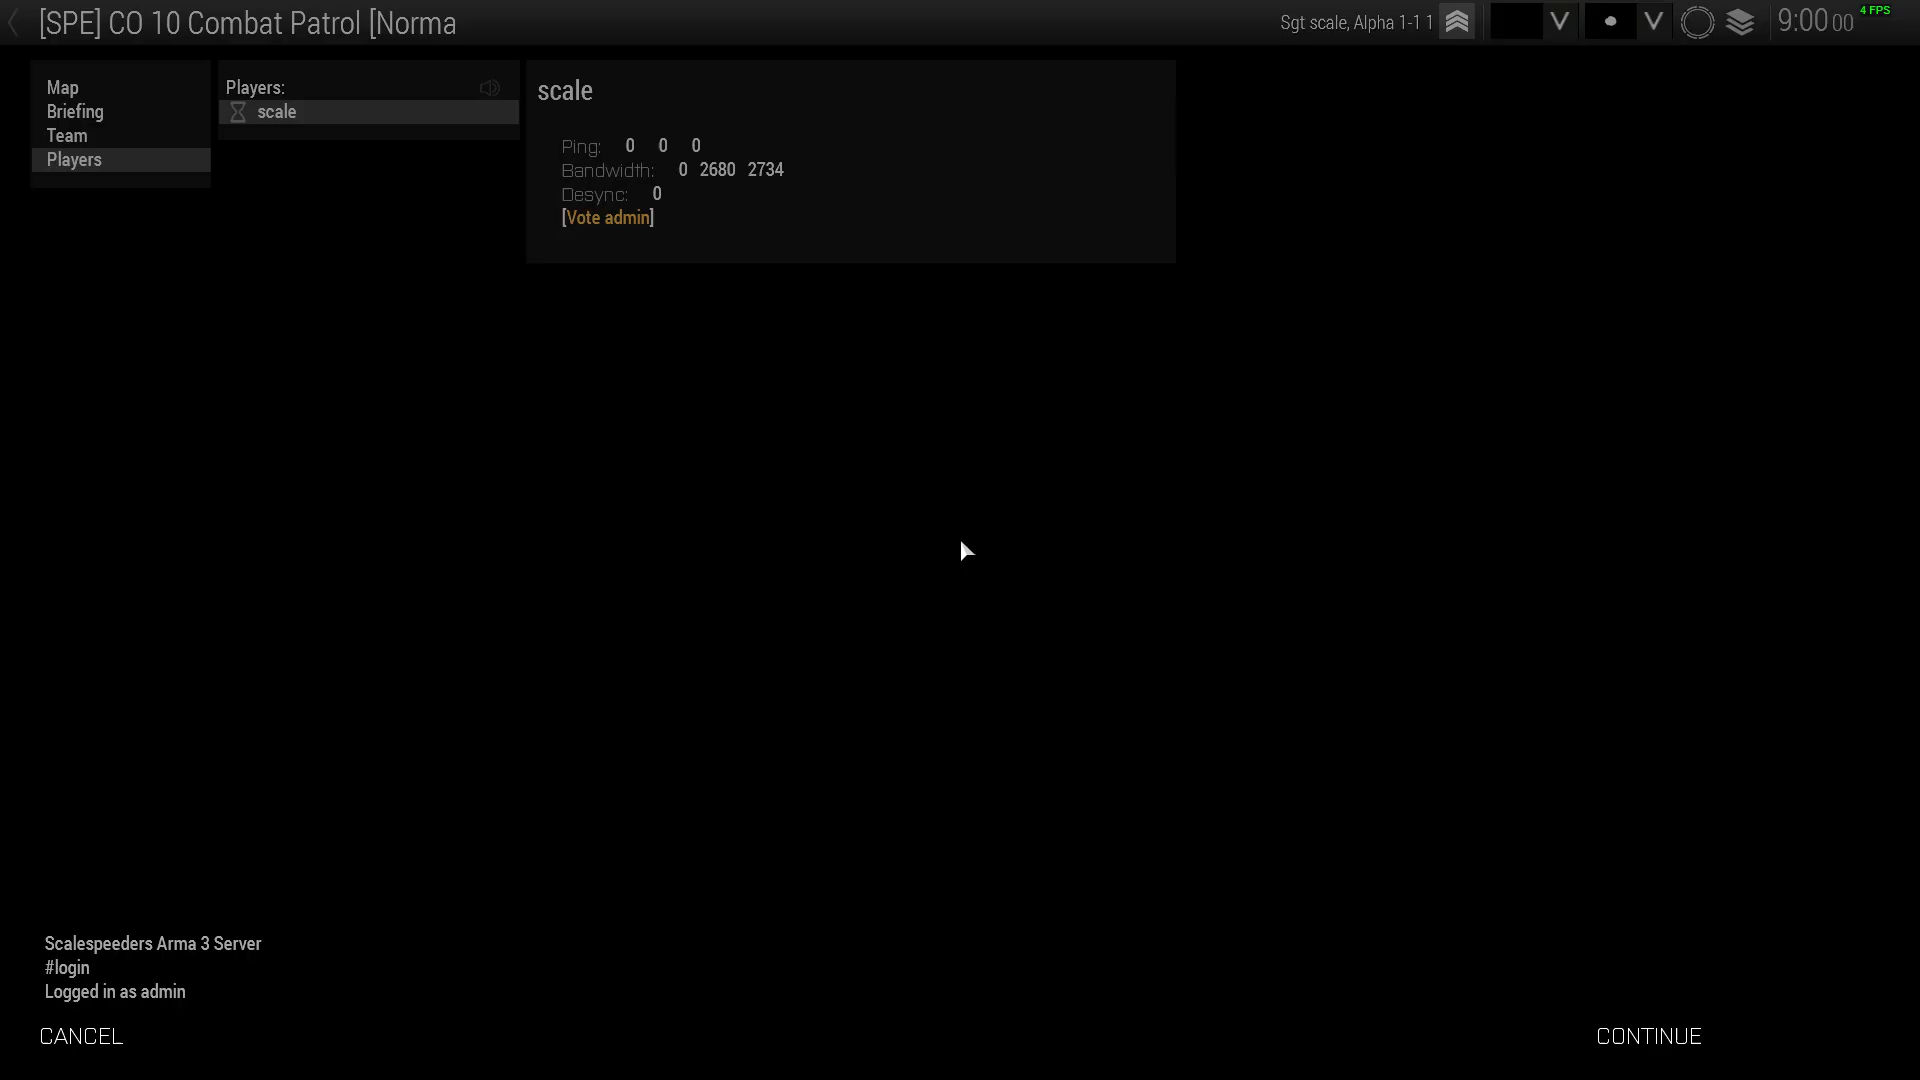 [SPE] CO 10 Combat Patrol [Norma
Sgt scale, Alpha 1-1 1
9:00 00
4 FPS
Map
Briefing
Team
Players
Players:
scale
scale
Ping: 0 0 0
Bandwidth: 0 2680 2734
Desync: 0
[Vote admin]
Scalespeeders Arma 3 Server
#login
Logged in as admin
CANCEL
CONTINUE